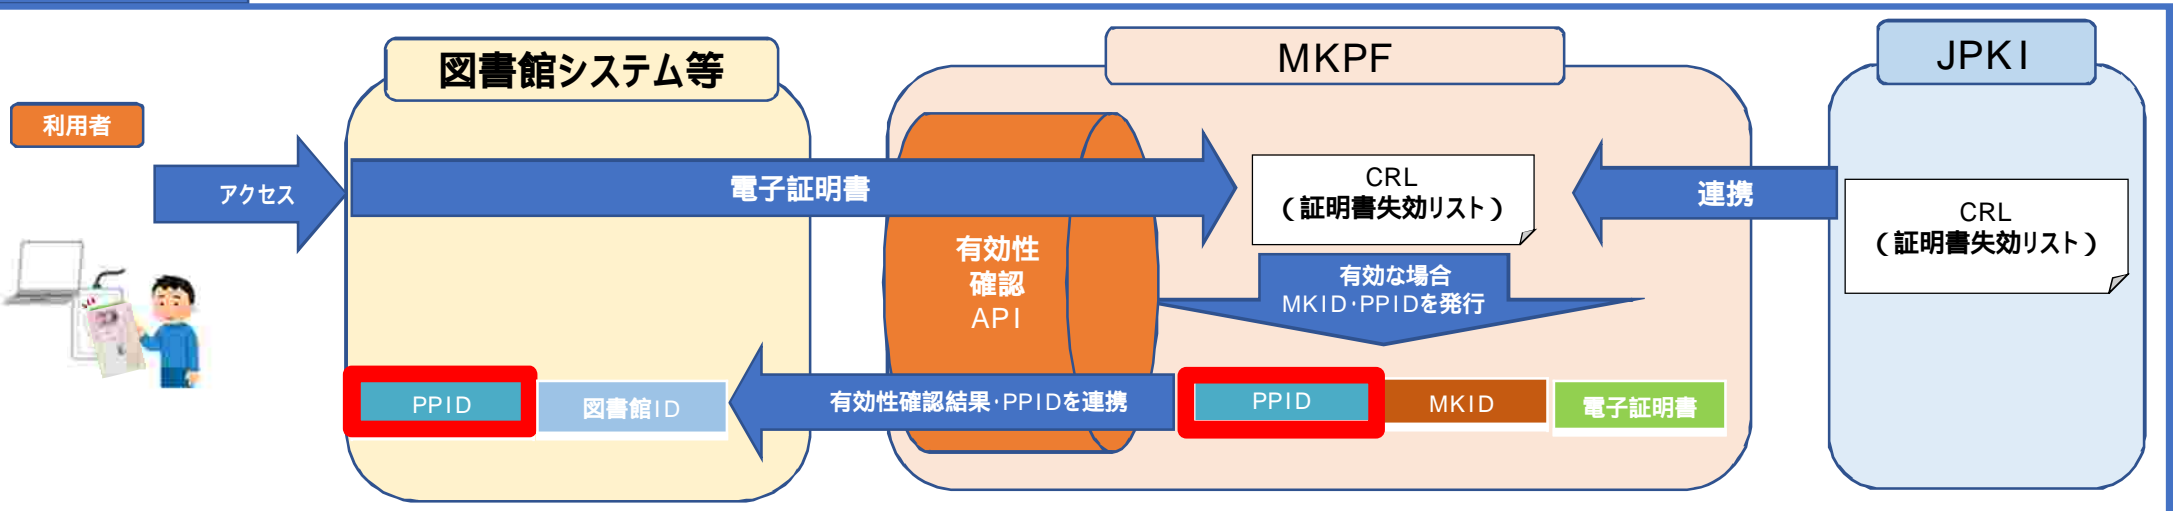 図書館システム等
MKPF
JPKI
利用者
アクセス
電子証明書
CRL
(証明書失効リスト)
連携
CRL
(証明書失効リスト)
有効性
確認
API
有効な場合
MKID・PPIDを発行
PPID
図書館ID
有効性確認結果・PPIDを連携
PPID
MKID
電子証明書